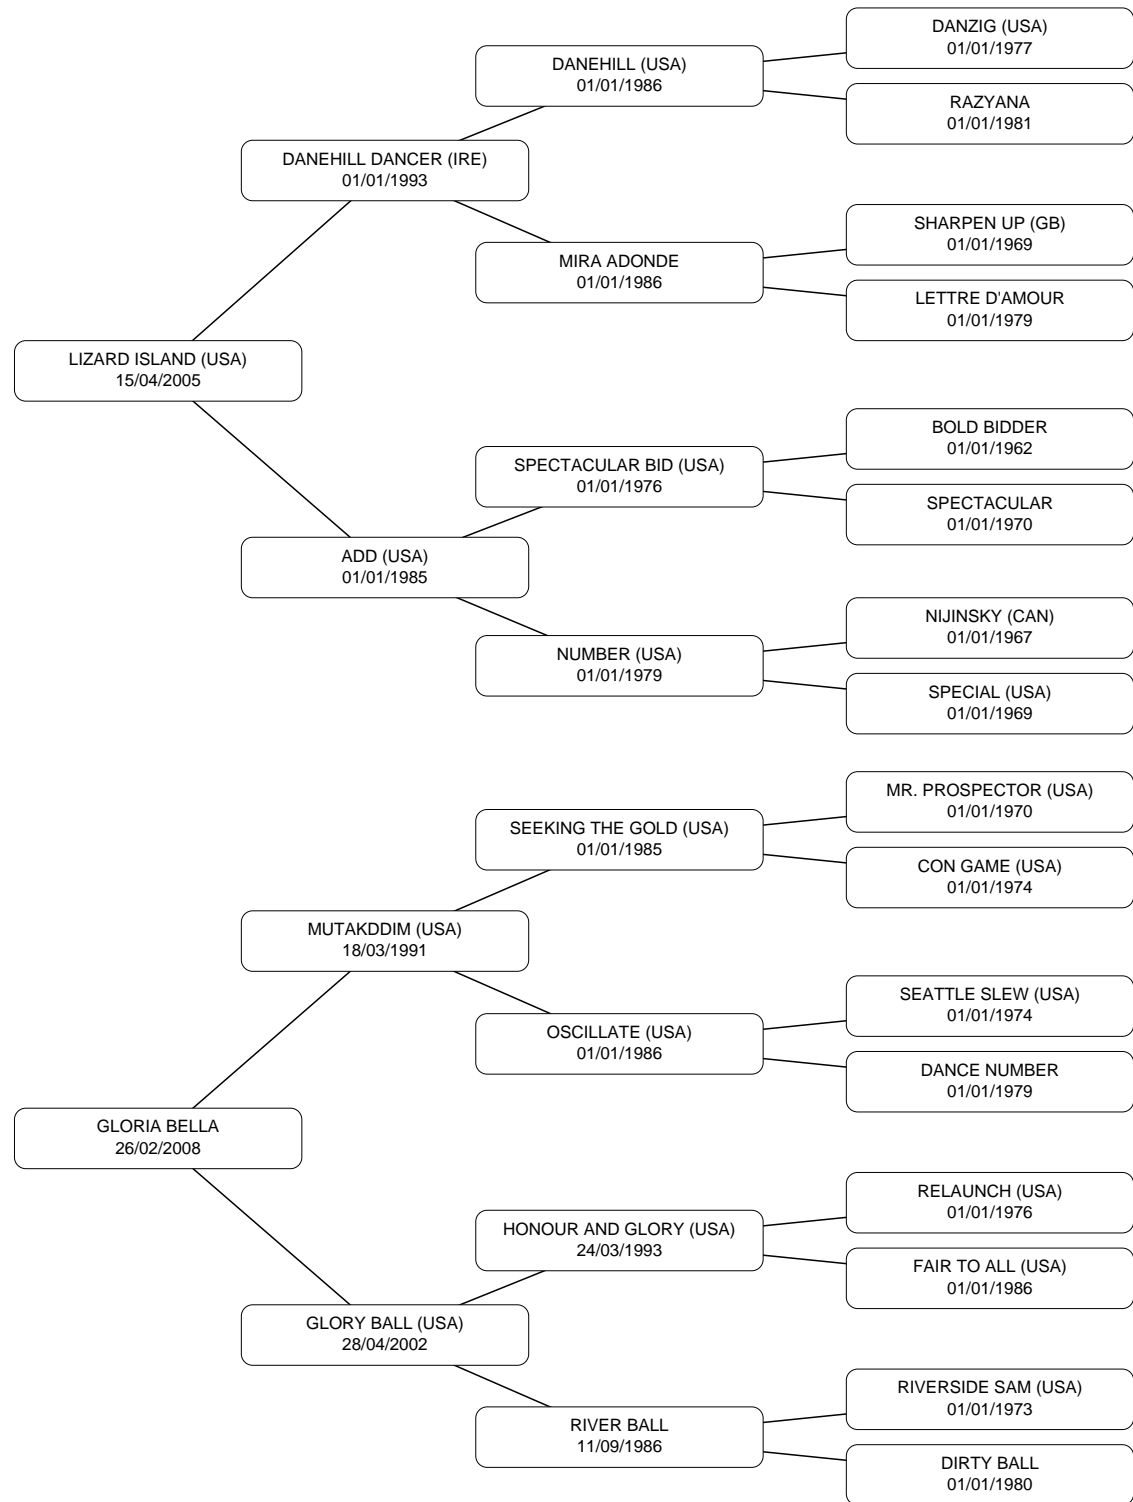 DANZIG (USA)
01/01/1977
DANEHILL (USA)
01/01/1986
RAZYANA
01/01/1981
DANEHILL DANCER (IRE)
01/01/1993
SHARPEN UP (GB)
01/01/1969
MIRA ADONDE
01/01/1986
LETTRE D'AMOUR
01/01/1979
LIZARD ISLAND (USA)
15/04/2005
BOLD BIDDER
01/01/1962
SPECTACULAR BID (USA)
01/01/1976
SPECTACULAR
01/01/1970
ADD (USA)
01/01/1985
NIJINSKY (CAN)
01/01/1967
NUMBER (USA)
01/01/1979
SPECIAL (USA)
01/01/1969
MR. PROSPECTOR (USA)
01/01/1970
SEEKING THE GOLD (USA)
01/01/1985
CON GAME (USA)
01/01/1974
MUTAKDDIM (USA)
18/03/1991
SEATTLE SLEW (USA)
01/01/1974
OSCILLATE (USA)
01/01/1986
DANCE NUMBER
01/01/1979
GLORIA BELLA
26/02/2008
RELAUNCH (USA)
01/01/1976
HONOUR AND GLORY (USA)
24/03/1993
FAIR TO ALL (USA)
01/01/1986
GLORY BALL (USA)
28/04/2002
RIVERSIDE SAM (USA)
01/01/1973
RIVER BALL
11/09/1986
DIRTY BALL
01/01/1980